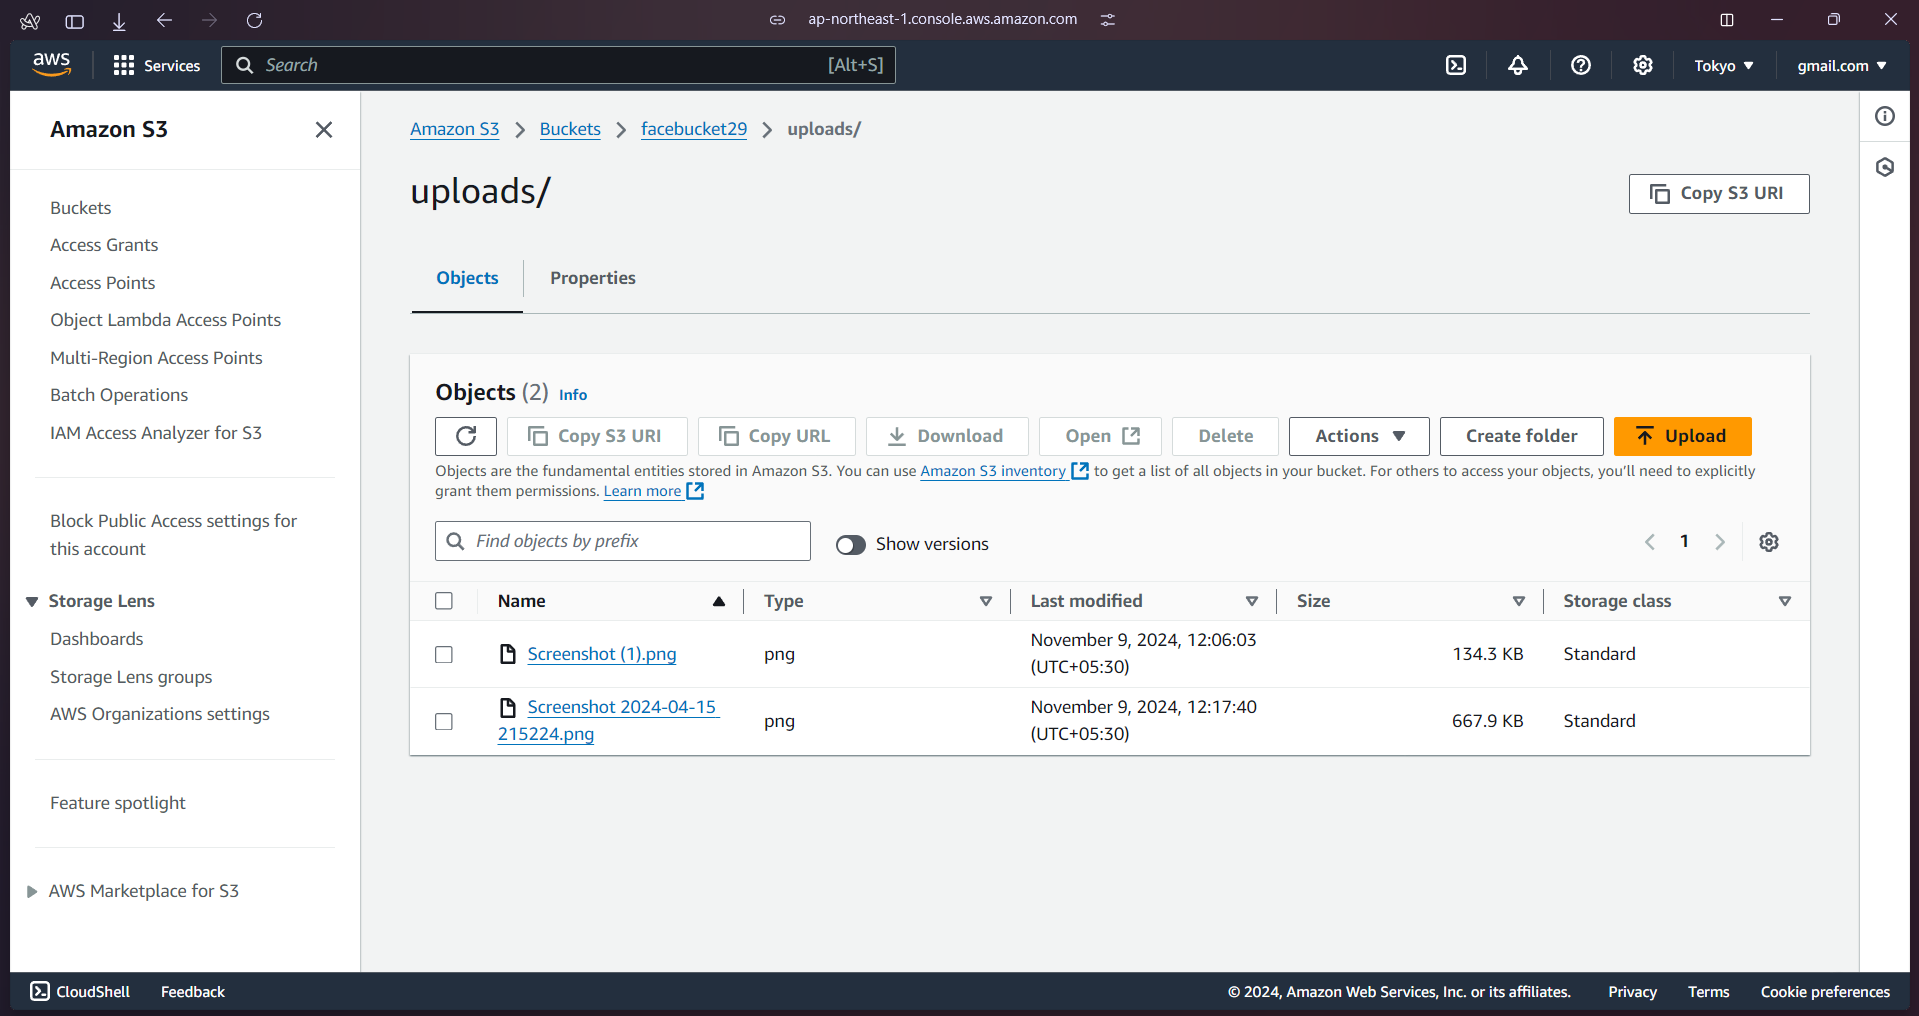 ap-northeast-1.console.aws.amazon.com
aws
Services
Search
[Alt+S]
Tokyo
gmail.com
Amazon S3
Buckets
Access Grants
Access Points
Object Lambda Access Points
Multi-Region Access Points
Batch Operations
IAM Access Analyzer for S3
Block Public Access settings for
this account
Storage Lens
Dashboards
Storage Lens groups
AWS Organizations settings
Feature spotlight
AWS Marketplace for S3
Amazon S3 > Buckets > facebucket29 > uploads/
uploads/
Copy S3 URI
Objects
Properties
Objects (2) Info
Copy S3 URI
Copy URL
Download
Open
Delete
Actions
Create folder
Upload
Objects are the fundamental entities stored in Amazon S3. You can use Amazon S3 inventory to get a list of all objects in your bucket. For others to access your objects, you'll need to explicitly
grant them permissions. Learn more
Find objects by prefix
Show versions
1
Name
Type
Last modified
Size
Storage class
Screenshot (1).png
png
November 9, 2024, 12:06:03
(UTC+05:30)
134.3 KB
Standard
Screenshot 2024-04-15
215224.png
png
November 9, 2024, 12:17:40
(UTC+05:30)
667.9 KB
Standard
CloudShell
Feedback
© 2024, Amazon Web Services, Inc. or its affiliates.
Privacy
Terms
Cookie preferences